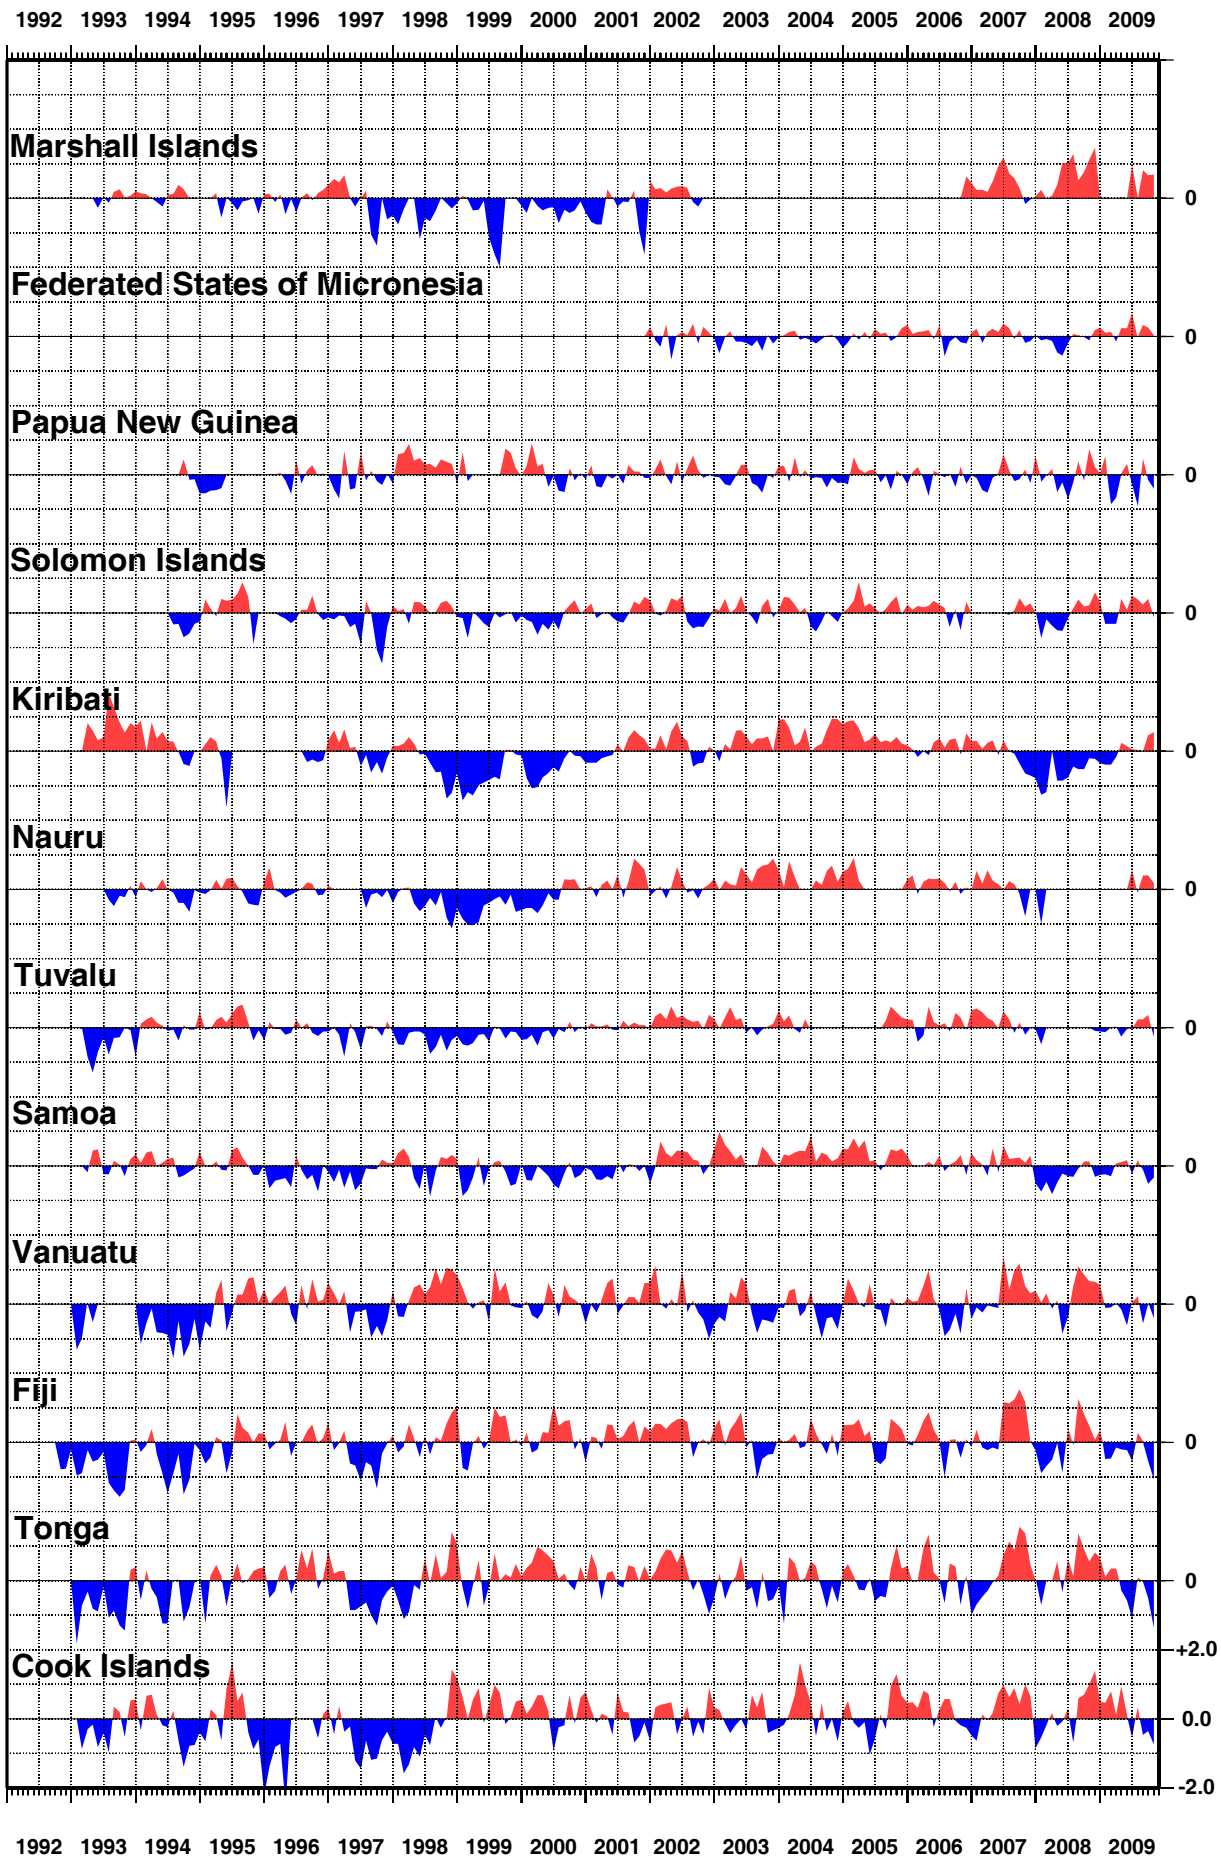 1992 1993 1994 1995 1996 1997 1998 1999 2000 2001 2002 2003 2004 2005 2006 2007 2008 2009
Marshall Islands
0
Federated States of Micronesia
0
Papua New Guinea
0
Solomon Islands
0
Kiribati
0
Nauru
0
Tuvalu
0
Samoa
0
Vanuatu
0
Fiji
0
Tonga
0
+2.0
Cook Islands
0.0
-2.0
1992 1993 1994 1995 1996 1997 1998 1999 2000 2001 2002 2003 2004 2005 2006 2007 2008 2009